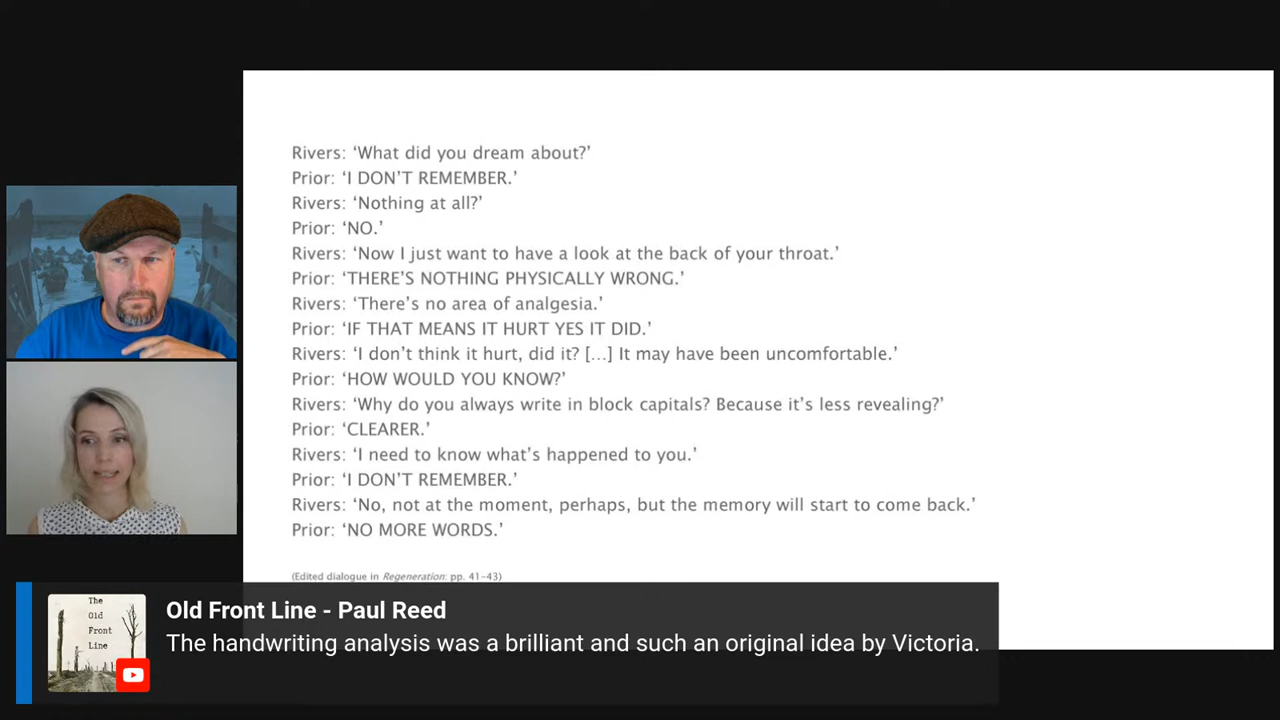 Rivers: ‘What did you dream about?’
Prior: ‘I DON’T REMEMBER.’
Rivers: ‘Nothing at all?’
Prior: ‘NO.’
Rivers: ‘Now I just want to have a look at the back of your throat.’
Prior: ‘THERE’S NOTHING PHYSICALLY WRONG.’
Rivers: ‘There’s no area of analgesia.’
Prior: ‘IF THAT MEANS IT HURT YES IT DID.’
Rivers: ‘I don’t think it hurt, did it? […] It may have been uncomfortable.’
Prior: ‘HOW WOULD YOU KNOW?’
Rivers: ‘Why do you always write in block capitals? Because it’s less revealing?’
Prior: ‘CLEARER.’
Rivers: ‘I need to know what’s happened to you.’
Prior: ‘I DON’T REMEMBER.’
Rivers: ‘No, not at the moment, perhaps, but the memory will start to come back.’
Prior: ‘NO MORE WORDS.’
(Edited dialogue in Regeneration: pp. 41–43)
The
Old
Front
Line
Old Front Line - Paul Reed
The handwriting analysis was a brilliant and such an original idea by Victoria.